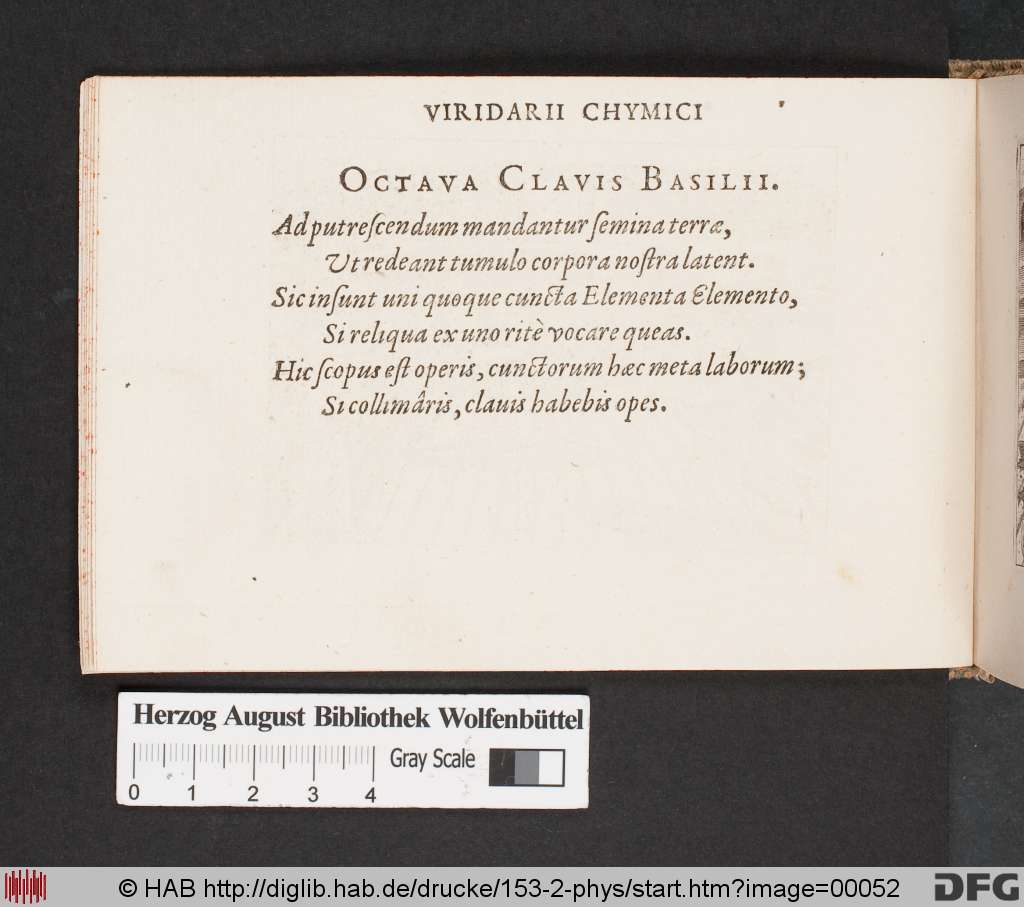 VIRIDARII CHYMICI
OCTAVA CLAVIS BASILII.
Ad putreſcendum mandantur ſemina terræ,
Ut redeant tumulo corpora noſtra latent.
Sic inſunt uni quoque cuncta Elementa Elemento,
Si reliqua ex uno ritè vocare queas.
Hic ſcopus eſt operis, cunctorum hæc meta laborum;
Si collimâris, clauis habebis opes.
Herzog August Bibliothek Wolfenbüttel
Gray Scale
0 1 2 3 4
© HAB http://diglib.hab.de/drucke/153-2-phys/start.htm?image=00052
DFG